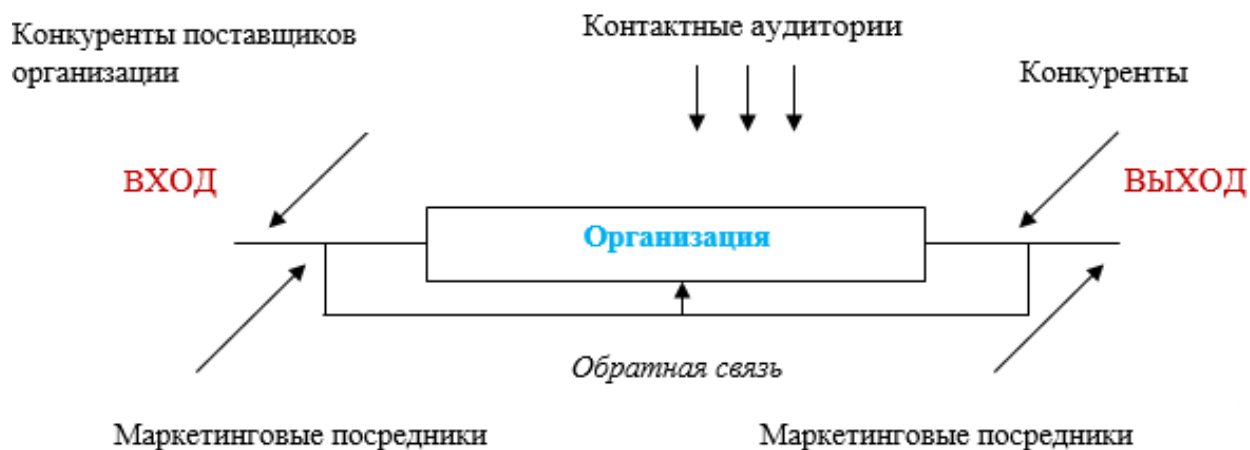 Конкуренты поставщиков
организации
Контактные аудитории
Конкуренты
ВХОД
ВЫХОД
Организация
Обратная связь
Маркетинговые посредники
Маркетинговые посредники